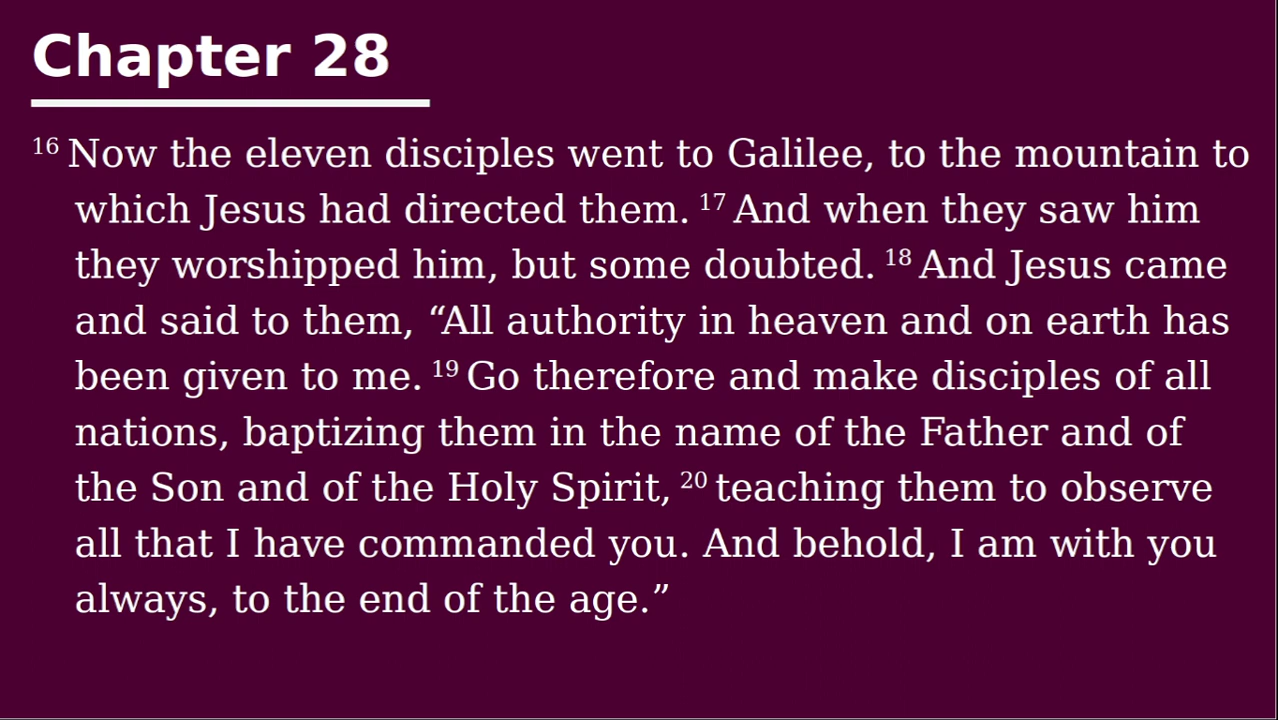 Chapter 28
16 Now the eleven disciples went to Galilee, to the mountain to
which Jesus had directed them. 17 And when they saw him
they worshipped him, but some doubted. 18 And Jesus came
and said to them, “All authority in heaven and on earth has
been given to me. 19 Go therefore and make disciples of all
nations, baptizing them in the name of the Father and of
the Son and of the Holy Spirit, 20 teaching them to observe
all that I have commanded you. And behold, I am with you
always, to the end of the age.”